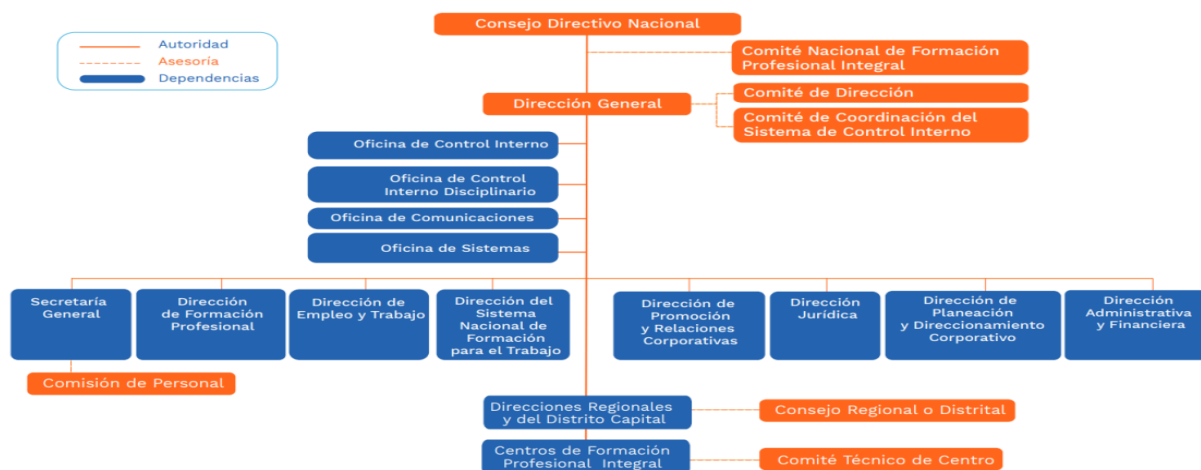 Consejo Directivo Nacional
Autoridad
Asesoría
Dependencias
Comité Nacional de Formación
Profesional Integral
Dirección General
Comité de Dirección
Comité de Coordinación del
Sistema de Control Interno
Oficina de Control Interno
Oficina de Control
Interno Disciplinario
Oficina de Comunicaciones
Oficina de Sistemas
Secretaría
General
Dirección
de Formación
Profesional
Dirección de
Empleo y Trabajo
Dirección del
Sistema
Nacional de
Formación
para el Trabajo
Dirección de
Promoción
y Relaciones
Corporativas
Dirección
Jurídica
Dirección de
Planeación
y Direccionamiento
Corporativo
Dirección
Administrativa
y Financiera
Comisión de Personal
Direcciones Regionales
y del Distrito Capital
Consejo Regional o Distrital
Centros de Formación
Profesional Integral
Comité Técnico de Centro